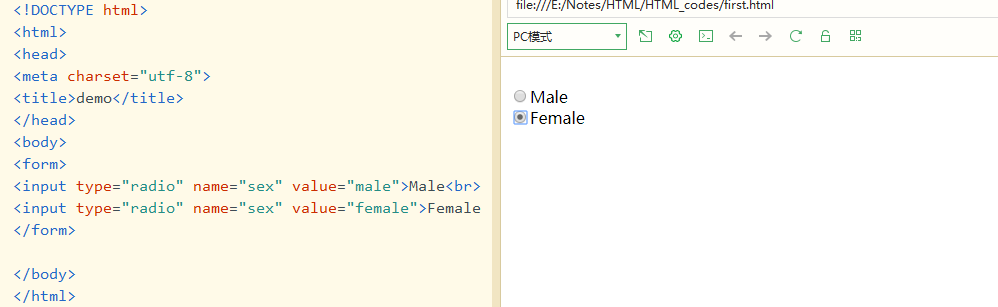 <!DOCTYPE html>
<html>
<head>
<meta charset="utf-8">
<title>demo</title>
</head>
<body>
<form>
<input type="radio" name="sex" value="male">Male<br>
<input type="radio" name="sex" value="female">Female
</form>
</body>
</html>
file:///E:/Notes/HTML/HTML_codes/first.html
PC模式
Male
Female